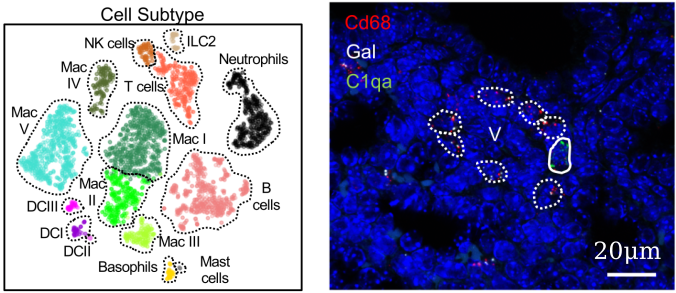 Cell Subtype
NK cells
ILC2
Neutrophils
Mac
IV
T cells
Mac
V
Mac I
Mac
II
B
cells
DCIII
DCI
DCII
Mac III
Basophils
Mast
cells
Cd68
Gal
C1qa
V
20μm